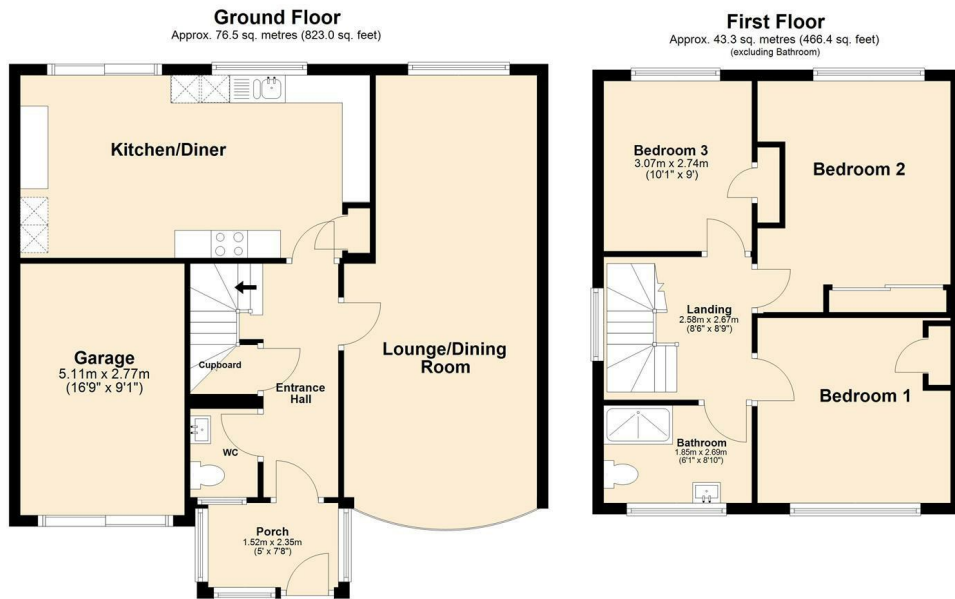 Ground Floor
Approx. 76.5 sq. metres (823.0 sq. feet)
Kitchen/Diner
Garage
5.11m x 2.77m
(16'9" x 9'1")
Cupboard
Entrance
Hall
WC
Lounge/Dining
Room
Porch
1.52m x 2.35m
(5' x 7'8")
First Floor
Approx. 43.3 sq. metres (466.4 sq. feet)
(excluding Bathroom)
Bedroom 3
3.07m x 2.74m
(10'1" x 9')
Bedroom 2
Landing
2.58m x 2.67m
(8'6" x 8'9")
Bedroom 1
Bathroom
1.85m x 2.69m
(6'1" x 8'10")